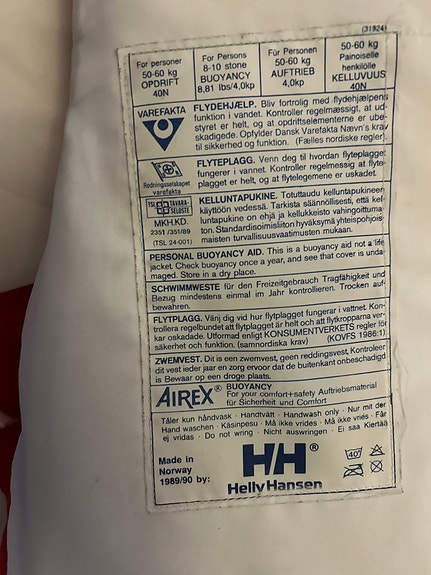 (31924)
For personer
50-60 kg
OPDRIFT
40N
For Persons
8-10 stone
BUOYANCY
8,81 lbs/4,0kp
Für Personen
50-60 kg
AUFTRIEB
4,0kp
50-60 kg
Painoiselle
henkilölle
KELLUVUUS
40N
VAREFAKTA
FLYDEHJÆLP. Bliv fortrolig med flydehjælpens
funktion i vandet. Kontroller regelmæssigt, at ud-
styret er helt, og at opdriftselementerne er ube-
skadigede. Opfylder Dansk Varefakta Nævn's krav
til sikkerhed og funktion. (Fælles nordiske regler).
Redningsselskapet
varefakta
FLYTEPLAGG. Venn deg til hvordan flyteplagget
fungerer i vannet. Kontroller regelmessig at flyte-
plagget er helt, og at flytelegemene er uskadet.
TSL TAVARA-
SELOSTE
MKH.KD.
2351/351/89
(TSL 24-001)
KELLUNTAPUKINE. Totuttaudu kelluntapukineen
käyttöön vedessä. Tarkista säännöllisesti, että kel-
luntapukine on ehjä ja kellukkeisto vahingoittuma-
ton. Standardisoimisliiton hyväksymä yhteispohjois-
maisten turvallisuusvaatimusten mukaan.
PERSONAL BUOYANCY AID. This is a buoyancy aid not a life
jacket. Check buoyancy once a year, and see that cover is unda-
maged. Store in a dry place.
SCHWIMMWESTE für den Freizeitgebrauch Tragfähigkeit und
Bezug mindestens einmal im Jahr kontrollieren. Trocken auf-
bewahren.
FLYTPLAGG. Vänj dig vid hur flytplagget fungerar i vattnet. Kon-
trollera regelbundet att flytplagget är helt och att flytkropparna ver-
kar oskadade. Utformad enligt KONSUMENTVERKETS regler för
säkerhet och funktion. (samnordiska krav) (KOVFS 1986:1)
ZWEMVEST. Dit is een zwemvest, geen reddingsvest. Kontroleer
dit vest ieder jaar en zorg ervoor dat de buitenkant onbeschadigd
is Bewaar op een droge plaats.
AIREX® BUOYANCY
For your comfort+safety Auftriebsmaterial
für Sicherheit und Comfort
Tåler kun håndvask · Handtvätt · Handwash only · Nur mit der
Hand waschen · Käsinpesu · Må ikke vrides · Må ikke vriës · Får
ej vridas · Do not wring · Nicht auswringen · Ei saa Kiertää
Made in
Norway
1989/90 by:
HH®
Helly Hansen
40°